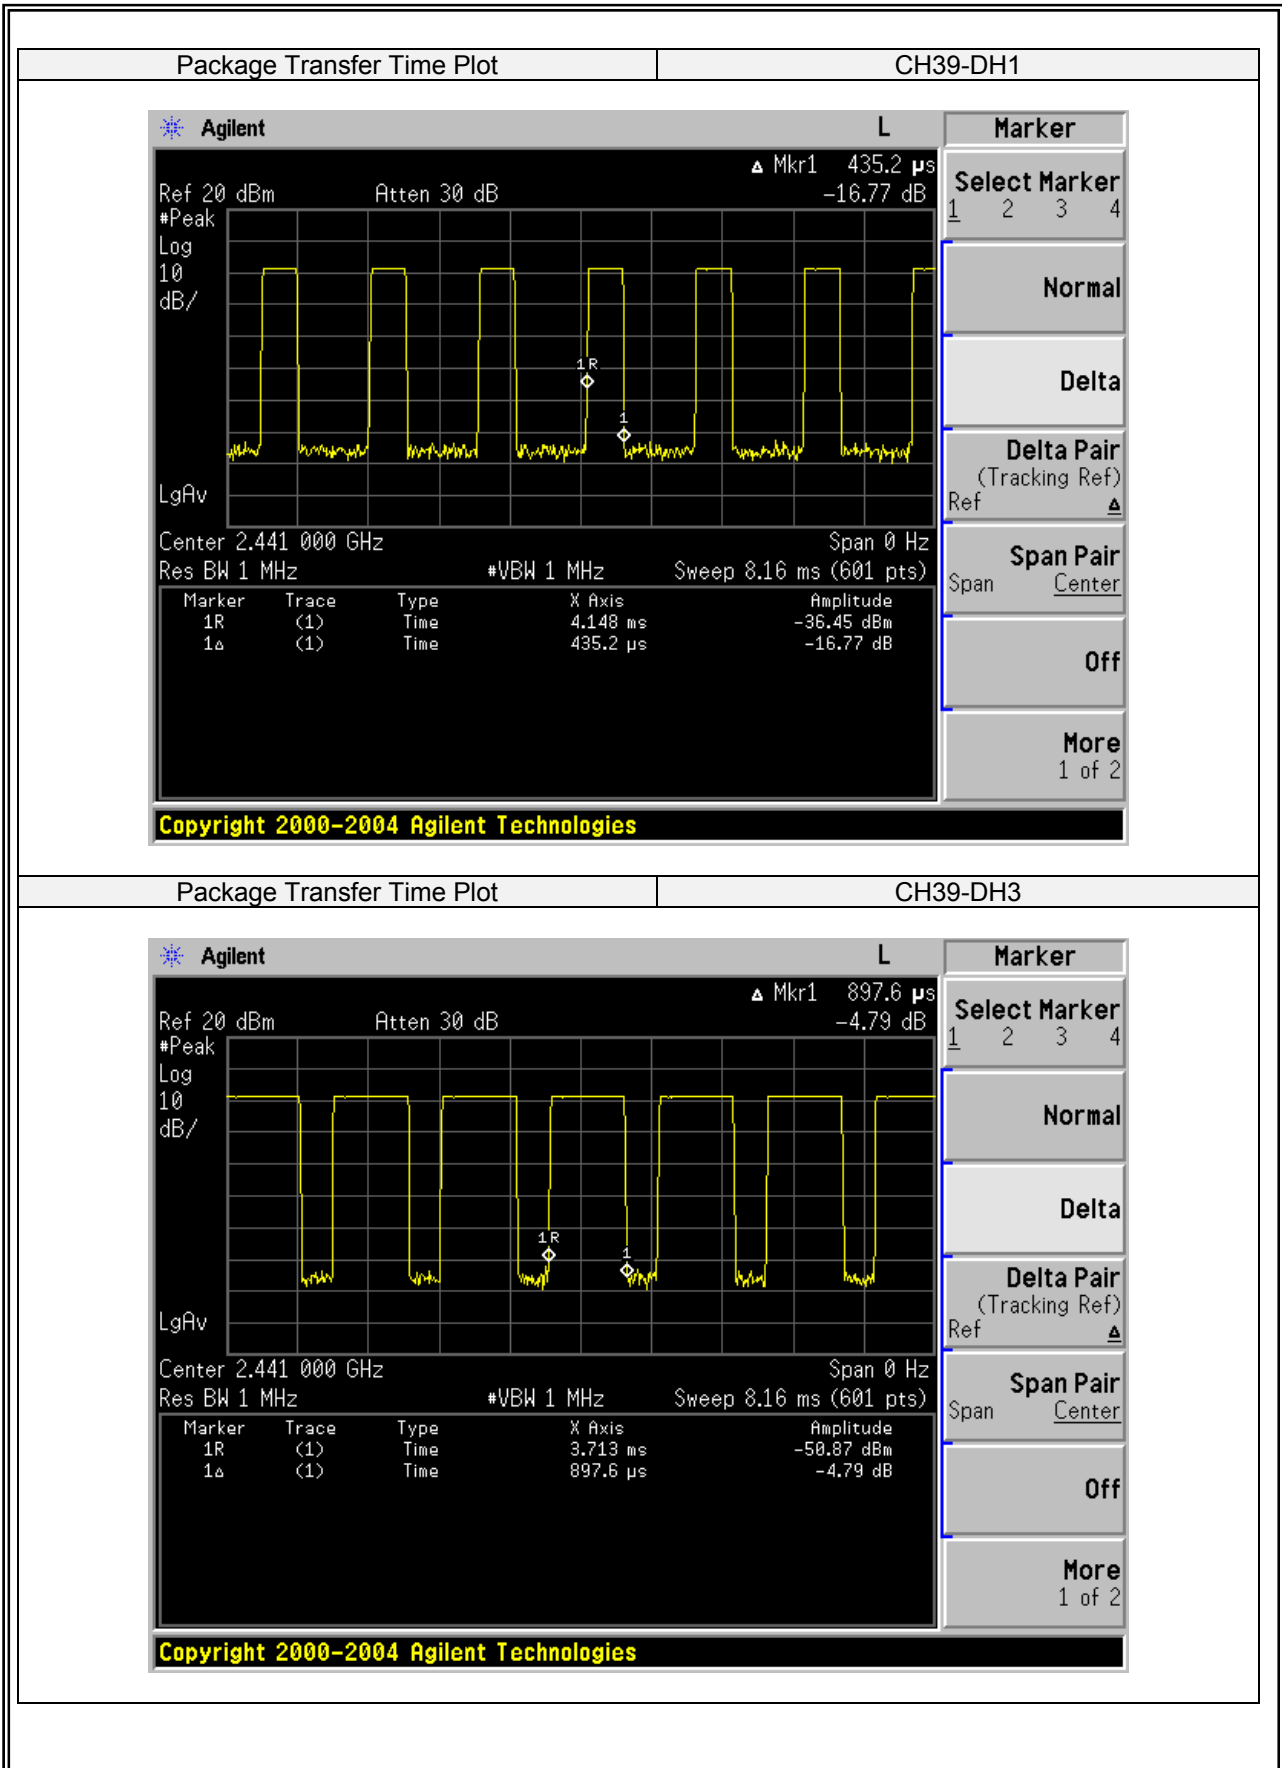 Package Transfer Time Plot CH39-DH1
Agilent L Marker
Δ Mkr1 435.2 µs
Ref 20 dBm Atten 30 dB -16.77 dB
#Peak
Log
10
dB/
1R
1
LgAv
Center 2.441 000 GHz Span 0 Hz
Res BW 1 MHz #VBW 1 MHz Sweep 8.16 ms (601 pts)
Marker Trace Type X Axis Amplitude
1R (1) Time 4.148 ms -36.45 dBm
1Δ (1) Time 435.2 µs -16.77 dB
Select Marker
1 2 3 4
Normal
Delta
Delta Pair
(Tracking Ref)
Ref Δ
Span Pair
Span Center
Off
More
1 of 2
Copyright 2000-2004 Agilent Technologies
Package Transfer Time Plot CH39-DH3
Agilent L Marker
Δ Mkr1 897.6 µs
Ref 20 dBm Atten 30 dB -4.79 dB
#Peak
Log
10
dB/
1R
1
LgAv
Center 2.441 000 GHz Span 0 Hz
Res BW 1 MHz #VBW 1 MHz Sweep 8.16 ms (601 pts)
Marker Trace Type X Axis Amplitude
1R (1) Time 3.713 ms -50.87 dBm
1Δ (1) Time 897.6 µs -4.79 dB
Select Marker
1 2 3 4
Normal
Delta
Delta Pair
(Tracking Ref)
Ref Δ
Span Pair
Span Center
Off
More
1 of 2
Copyright 2000-2004 Agilent Technologies